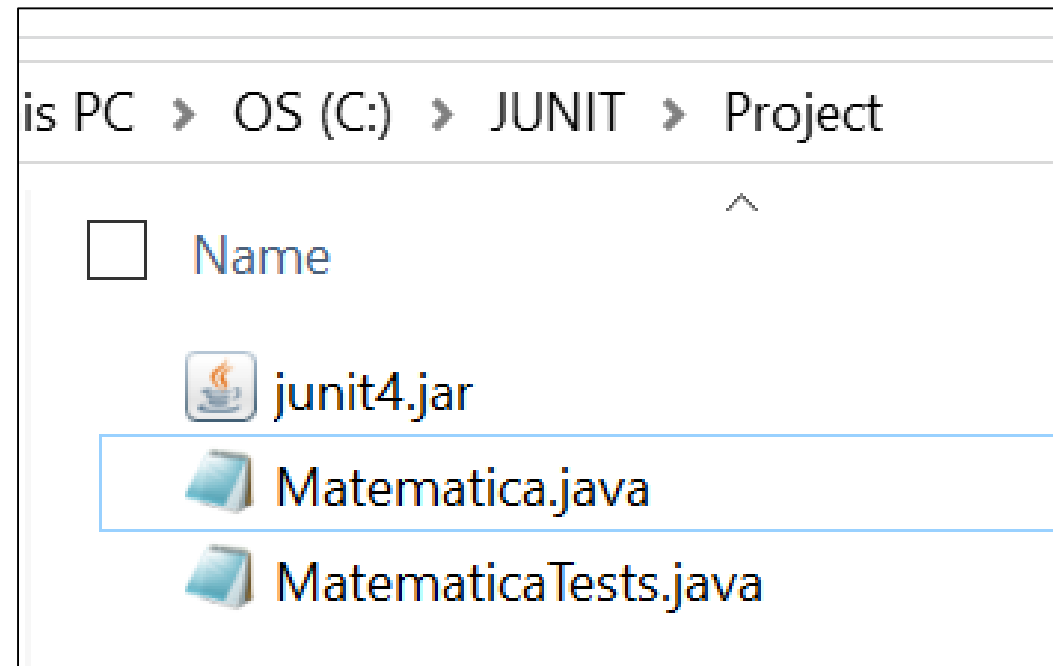 is PC > OS (C:) > JUNIT > Project
Name
junit4.jar
Matematica.java
MatematicaTests.java